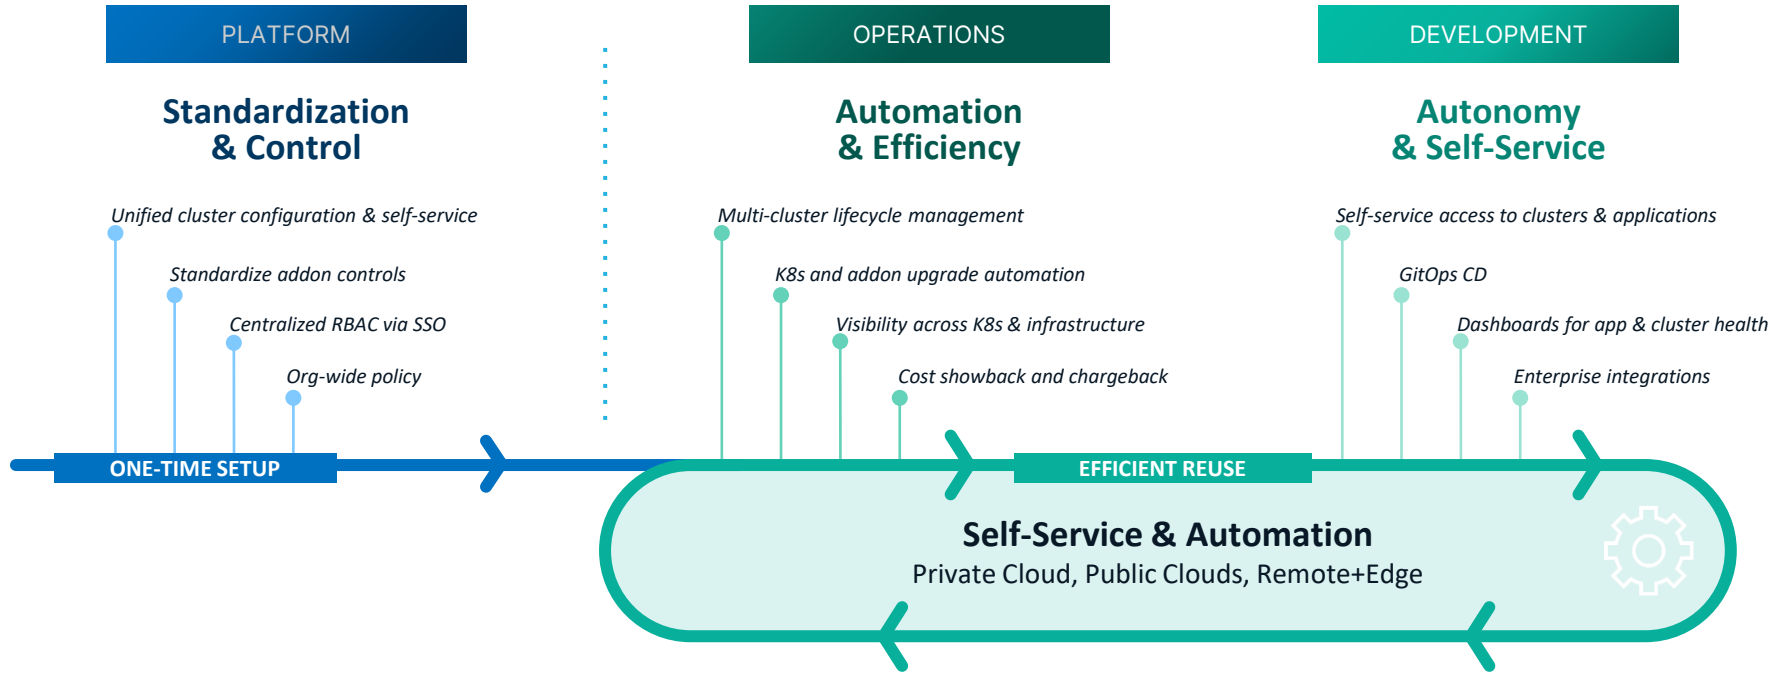 PLATFORM
Standardization
& Control
Unified cluster configuration & self-service
Standardize addon controls
Centralized RBAC via SSO
Org-wide policy
ONE-TIME SETUP
OPERATIONS
Automation
& Efficiency
Multi-cluster lifecycle management
K8s and addon upgrade automation
Visibility across K8s & infrastructure
Cost showback and chargeback
EFFICIENT REUSE
DEVELOPMENT
Autonomy
& Self-Service
Self-service access to clusters & applications
GitOps CD
Dashboards for app & cluster health
Enterprise integrations
Self-Service & Automation
Private Cloud, Public Clouds, Remote+Edge